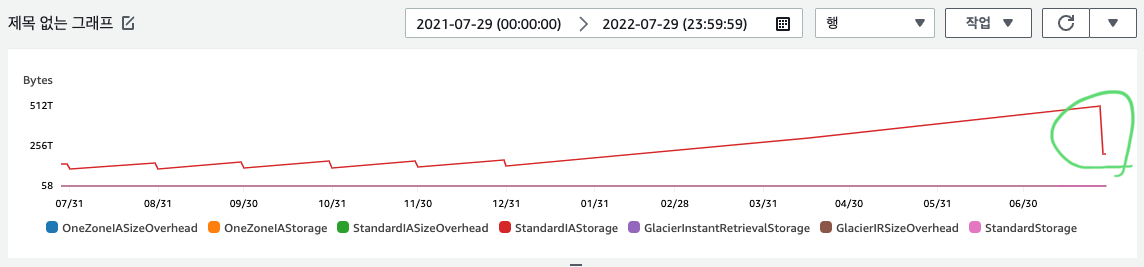 제목 없는 그래프
2021-07-29 (00:00:00) > 2022-07-29 (23:59:59)
행
작업
Bytes
512T
256T
58
07/31 08/31 09/30 10/31 11/30 12/31 01/31 02/28 03/31 04/30 05/31 06/30
OneZoneIASizeOverhead OneZoneIAStorage StandardIASizeOverhead StandardIAStorage GlacierInstantRetrievalStorage GlacierIRSizeOverhead StandardStorage